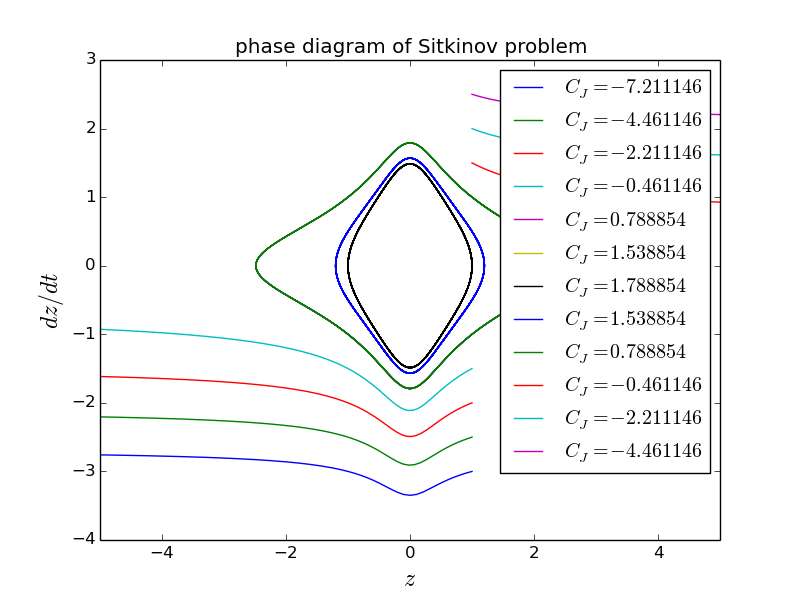 phase diagram of Sitkinov problem
3
2
1
0
−1
−2
−3
−4
dz/dt
−4
−2
0
2
4
z
C_J = −7.211146
C_J = −4.461146
C_J = −2.211146
C_J = −0.461146
C_J = 0.788854
C_J = 1.538854
C_J = 1.788854
C_J = 1.538854
C_J = 0.788854
C_J = −0.461146
C_J = −2.211146
C_J = −4.461146